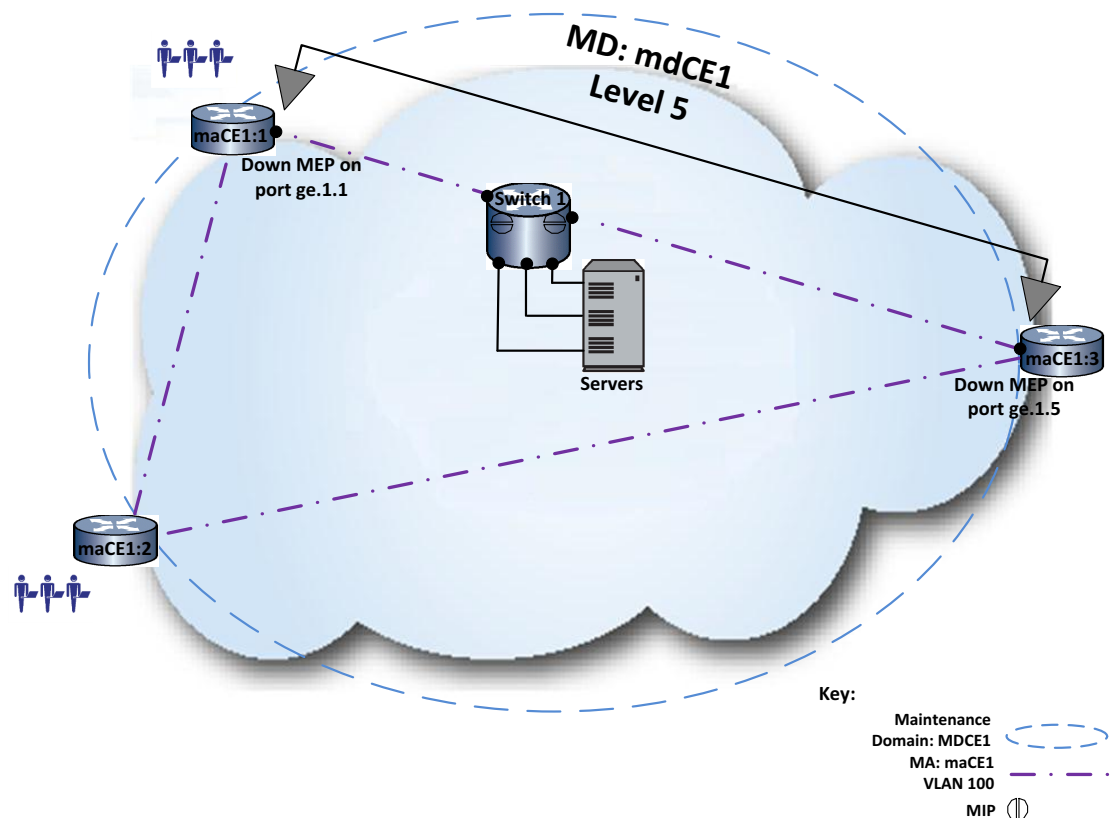 MD: mdCE1
Level 5
maCE1:1
Down MEP on
port ge.1.1
Switch 1
Servers
maCE1:3
Down MEP on
port ge.1.5
maCE1:2
Key:
Maintenance
Domain: MDCE1
MA: maCE1
VLAN 100
MIP